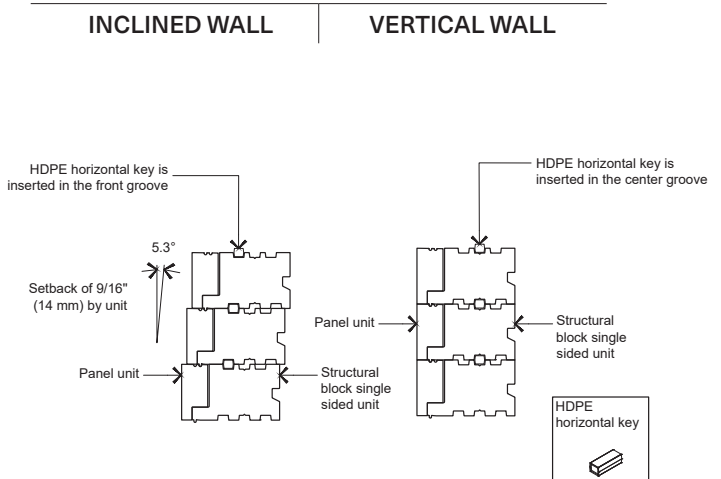 INCLINED WALL
VERTICAL WALL
HDPE horizontal key is
inserted in the front groove
5.3°
Setback of 9/16"
(14 mm) by unit
Panel unit
Structural
block single
sided unit
HDPE horizontal key is
inserted in the center groove
Panel unit
Structural
block single
sided unit
HDPE
horizontal key